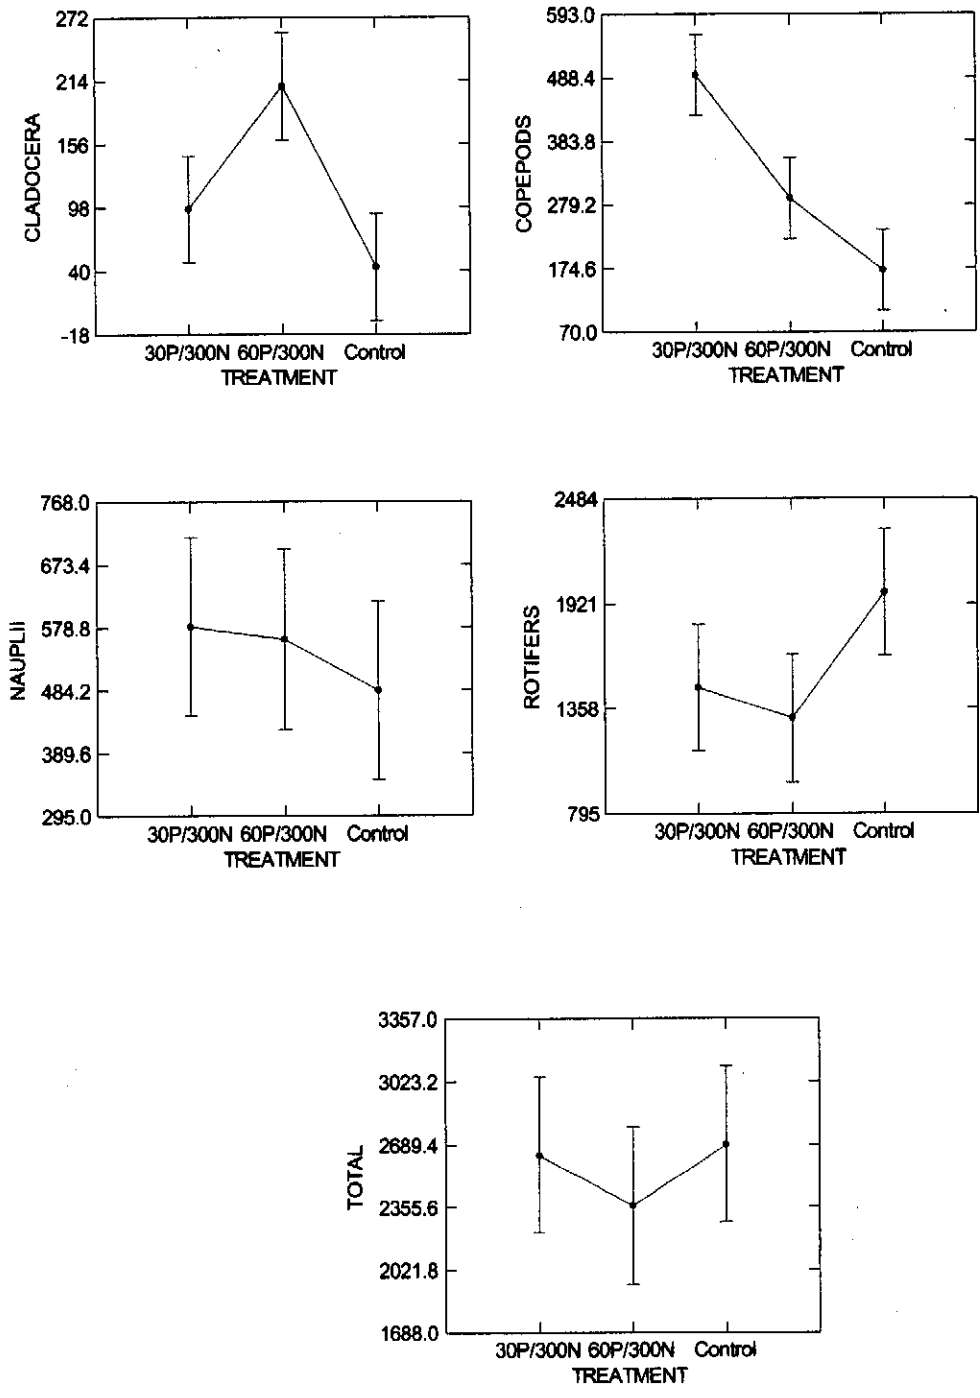 272
214
156
98
40
-18
CLADOCERA
30P/300N 60P/300N Control
TREATMENT
593.0
488.4
383.8
279.2
174.6
70.0
COPEPODS
30P/300N 60P/300N Control
TREATMENT
768.0
673.4
578.8
484.2
389.6
295.0
NAUPLII
30P/300N 60P/300N Control
TREATMENT
2484
1921
1358
795
ROTIFERS
30P/300N 60P/300N Control
TREATMENT
3357.0
3023.2
2689.4
2355.6
2021.8
1688.0
TOTAL
30P/300N 60P/300N Control
TREATMENT